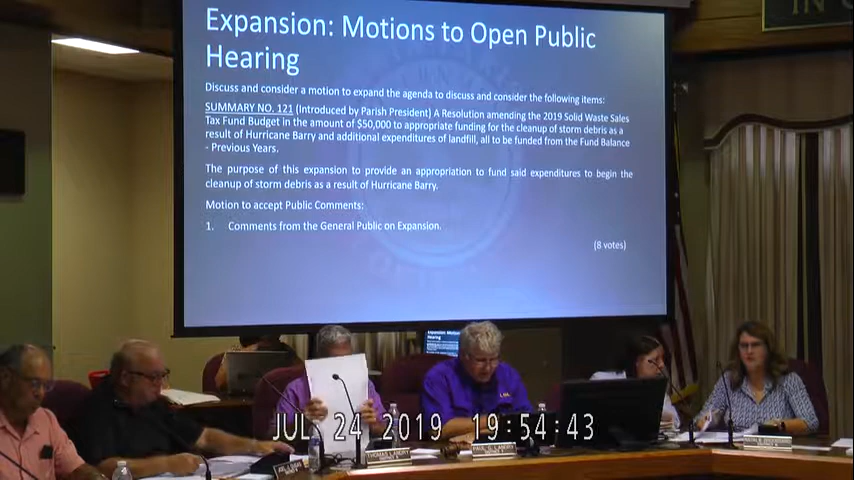 IN
Expansion: Motions to Open Public
Hearing
Discuss and consider a motion to expand the agenda to discuss and consider the following items:
SUMMARY NO. 121 (Introduced by Parish President) A Resolution amending the 2019 Solid Waste Sales
Tax Fund Budget in the amount of $50,000 to appropriate funding for the cleanup of storm debris as a
result of Hurricane Barry and additional expenditures of landfill, all to be funded from the Fund Balance
- Previous Years.
The purpose of this expansion to provide an appropriation to fund said expenditures to begin the
cleanup of storm debris as a result of Hurricane Barry.
Motion to accept Public Comments:
1. Comments from the General Public on Expansion.
(8 votes)
Expansion: Motions
Hearing
JUL 24 2019 19:54:43
THOMAS LANDRY